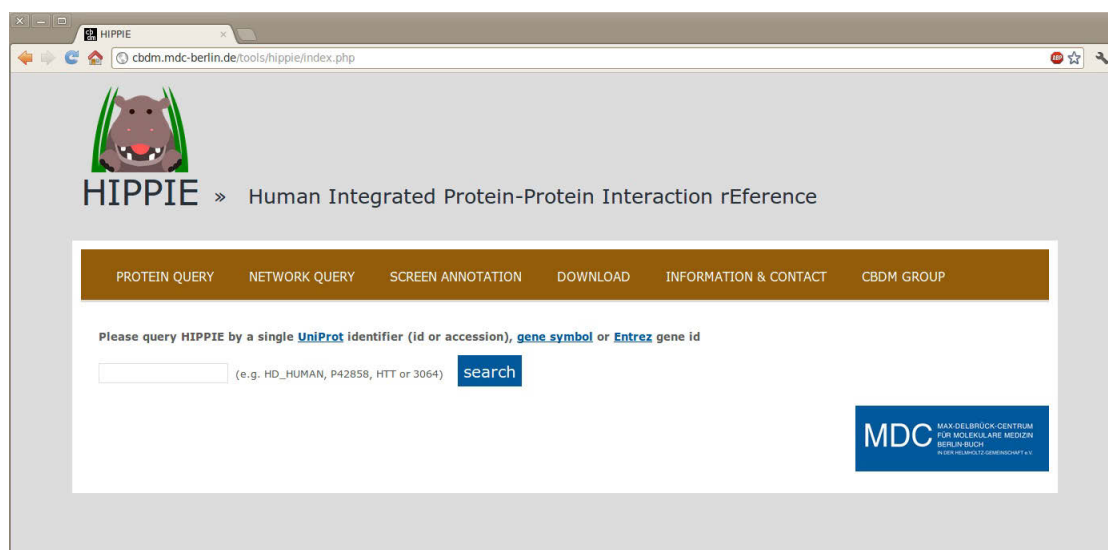 cb
dm HIPPIE
cbdm.mdc-berlin.de/tools/hippie/index.php
ABP
HIPPIE » Human Integrated Protein-Protein Interaction rEference
PROTEIN QUERY NETWORK QUERY SCREEN ANNOTATION DOWNLOAD INFORMATION & CONTACT CBDM GROUP
Please query HIPPIE by a single UniProt identifier (id or accession), gene symbol or Entrez gene id
(e.g. HD_HUMAN, P42858, HTT or 3064) search
MDC MAX-DELBRÜCK-CENTRUM
FÜR MOLEKULARE MEDIZIN
BERLIN-BUCH
IN DER HELMHOLTZ-GEMEINSCHAFT e.V.